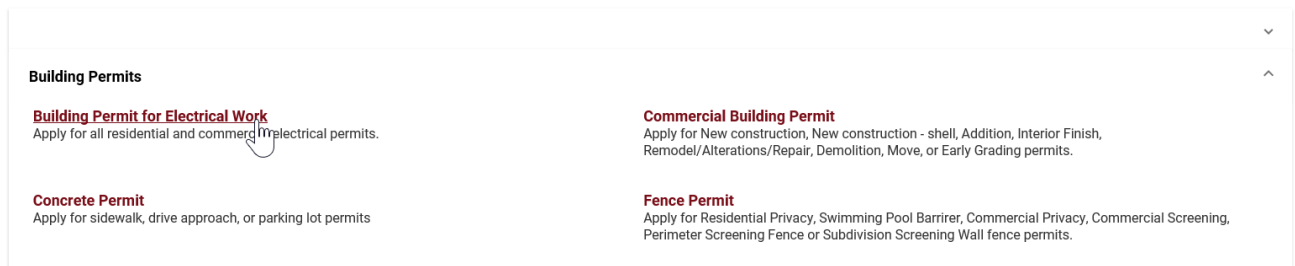 Building Permits
Building Permit for Electrical Work
Apply for all residential and commercial electrical permits.
Commercial Building Permit
Apply for New construction, New construction - shell, Addition, Interior Finish,
Remodel/Alterations/Repair, Demolition, Move, or Early Grading permits.
Concrete Permit
Apply for sidewalk, drive approach, or parking lot permits
Fence Permit
Apply for Residential Privacy, Swimming Pool Barrirer, Commercial Privacy, Commercial Screening,
Perimeter Screening Fence or Subdivision Screening Wall fence permits.